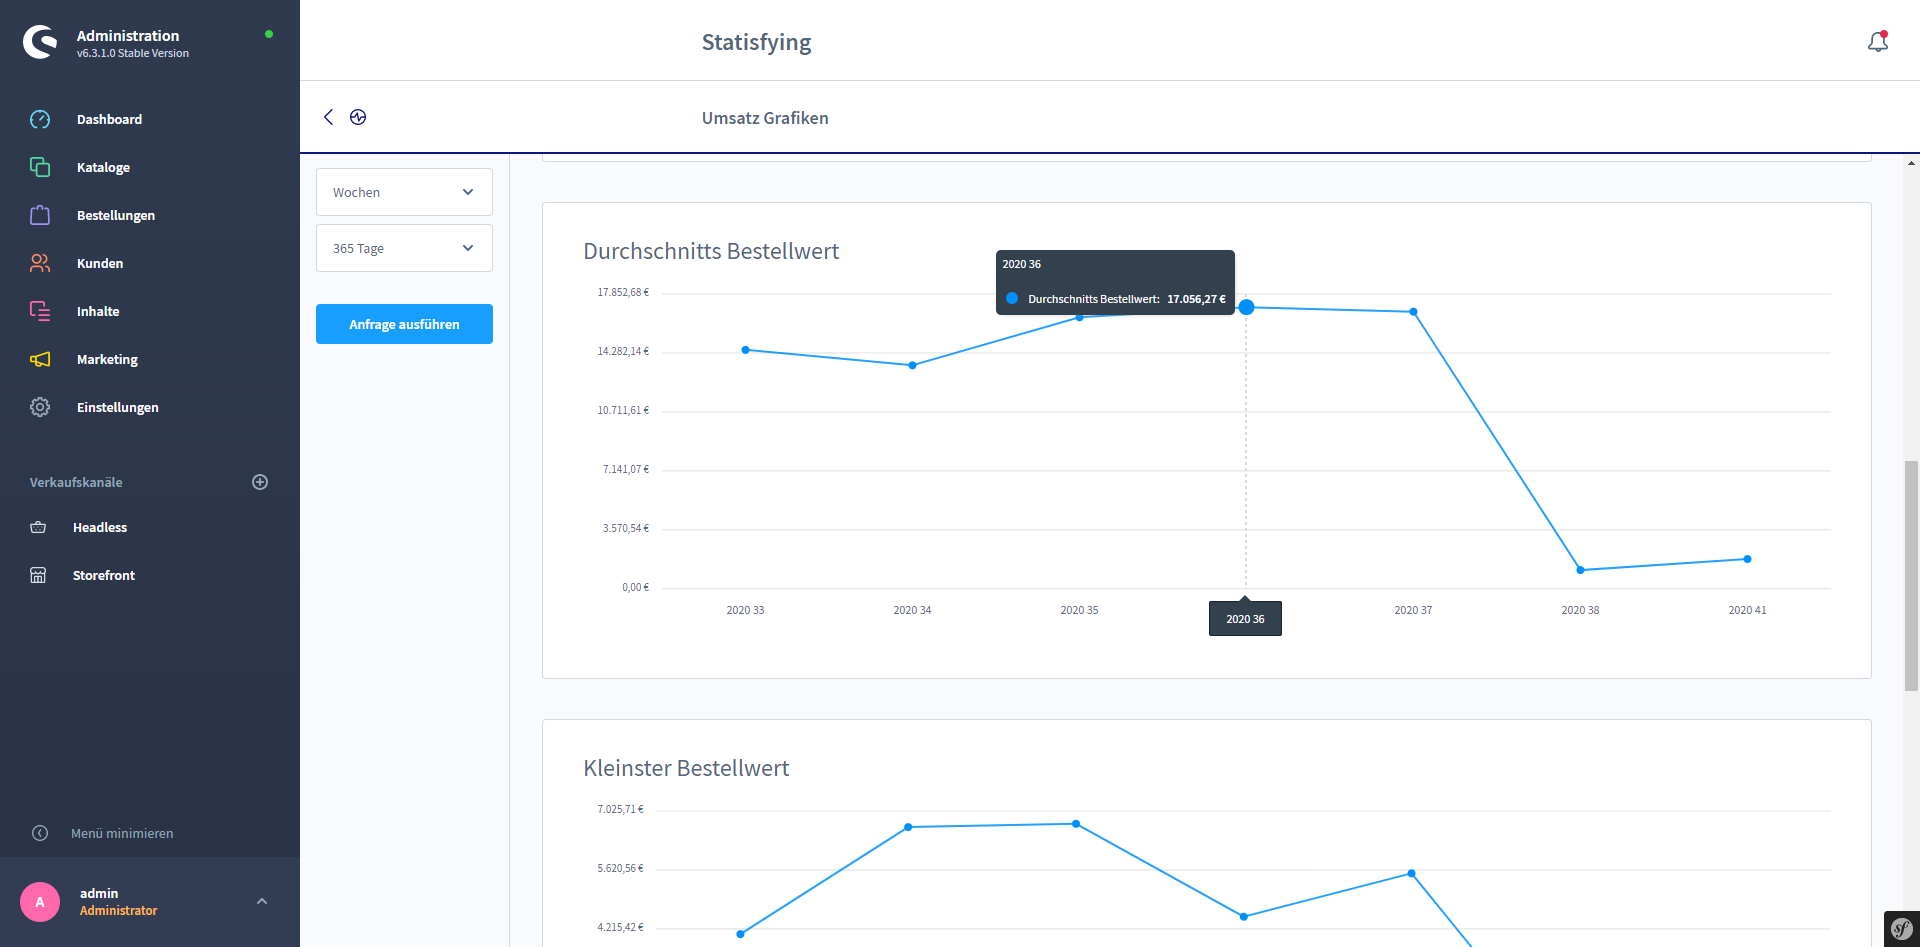 Administration
v6.3.1.0 Stable Version
Dashboard
Kataloge
Bestellungen
Kunden
Inhalte
Marketing
Einstellungen
Verkaufskanäle
Headless
Storefront
Menü minimieren
A
admin
Administrator
Statisfying
Umsatz Grafiken
Wochen
365 Tage
Anfrage ausführen
Durchschnitts Bestellwert
2020 36
Durchschnitts Bestellwert: 17.056,27 €
17.852,68 €
14.282,14 €
10.711,61 €
7.141,07 €
3.570,54 €
0,00 €
2020 33
2020 34
2020 35
2020 36
2020 37
2020 38
2020 41
Kleinster Bestellwert
7.025,71 €
5.620,56 €
4.215,42 €
sf